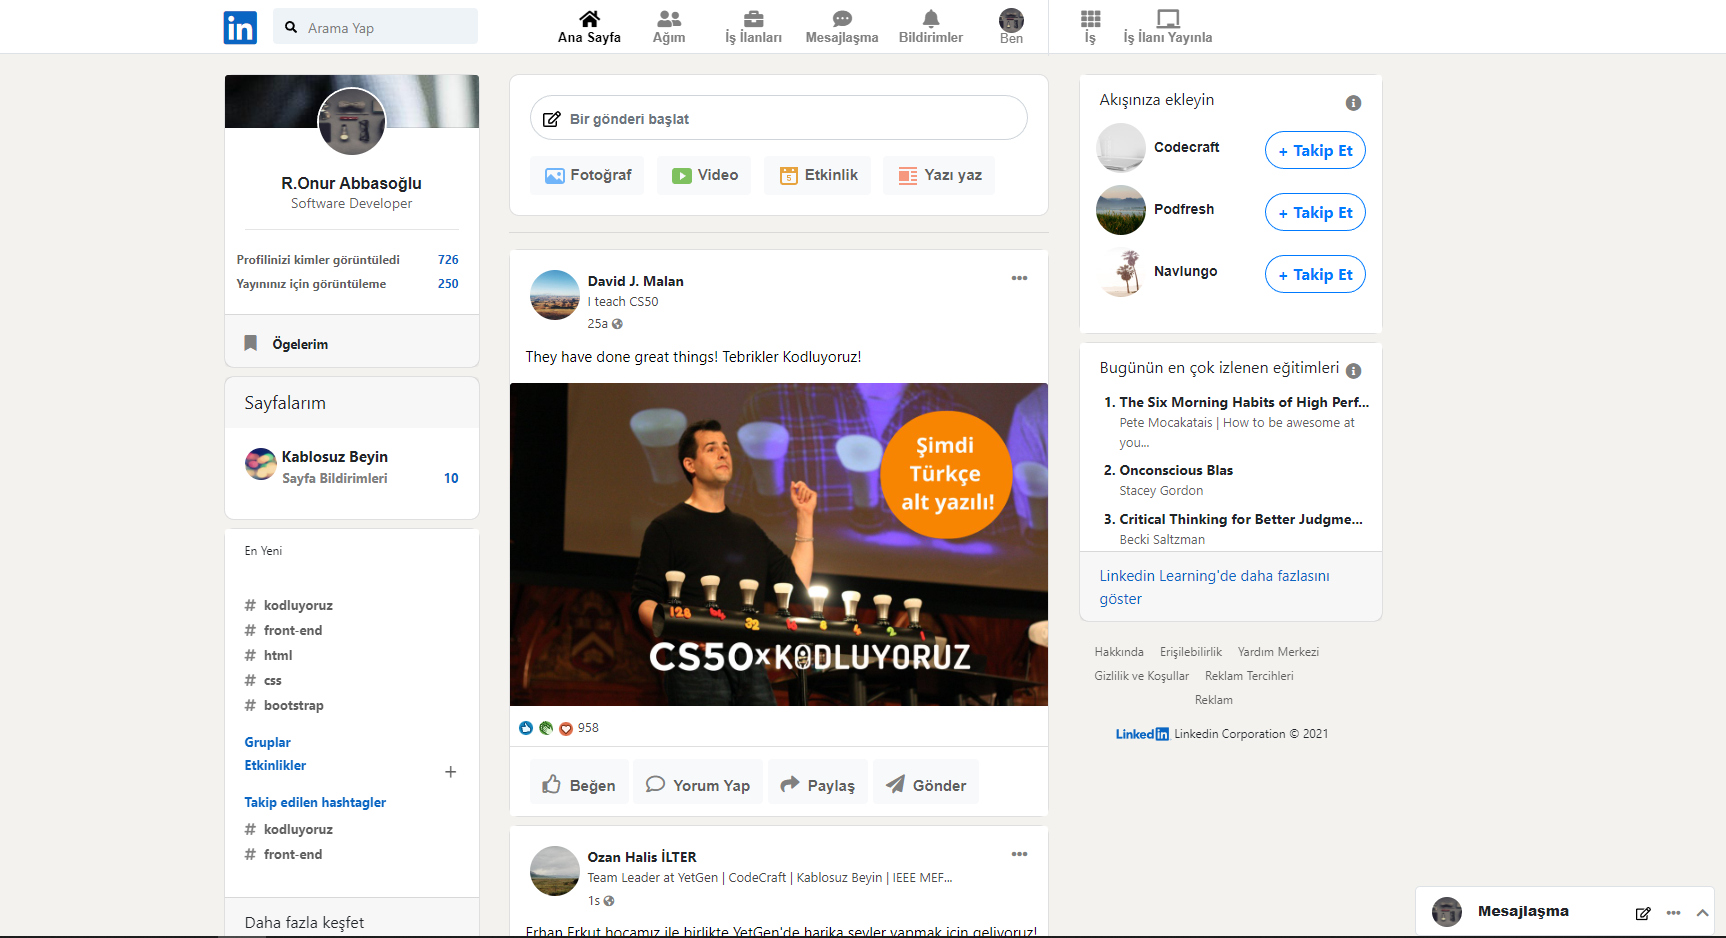 in
Arama Yap
Ana Sayfa
Ağım
İş İlanları
Mesajlaşma
Bildirimler
Ben
İş
İş İlanı Yayınla
R.Onur Abbasoğlu
Software Developer
Profilinizi kimler görüntüledi 726
Yayınınız için görüntüleme 250
Ögelerim
Sayfalarım
Kablosuz Beyin
Sayfa Bildirimleri 10
En Yeni
# kodluyoruz
# front-end
# html
# css
# bootstrap
Gruplar
Etkinlikler
+
Takip edilen hashtagler
# kodluyoruz
# front-end
Daha fazla keşfet
Bir gönderi başlat
Fotoğraf
Video
5 Etkinlik
Yazı yaz
David J. Malan
I teach CS50
25a
They have done great things! Tebrikler Kodluyoruz!
Şimdi
Türkçe
alt yazılı!
128 64 32 16 8 4 2 1
CS50xKODLUYORUZ
958
Beğen
Yorum Yap
Paylaş
Gönder
Ozan Halis İLTER
Team Leader at YetGen | CodeCraft | Kablosuz Beyin | IEEE MEF...
1s
Erhan Erkut hocamız ile birlikte YetGen'de harika şeyler yapmak için geliyoruz!
Akışınıza ekleyin
Codecraft
+ Takip Et
Podfresh
+ Takip Et
Navlungo
+ Takip Et
Bugünün en çok izlenen eğitimleri
1. The Six Morning Habits of High Perf...
Pete Mocakatais | How to be awesome at
you...
2. Onconscious Blas
Stacey Gordon
3. Critical Thinking for Better Judgme...
Becki Saltzman
Linkedin Learning'de daha fazlasını
göster
Hakkında Erişilebilirlik Yardım Merkezi
Gizlilik ve Koşullar Reklam Tercihleri
Reklam
Linkedin Linkedin Corporation © 2021
Mesajlaşma